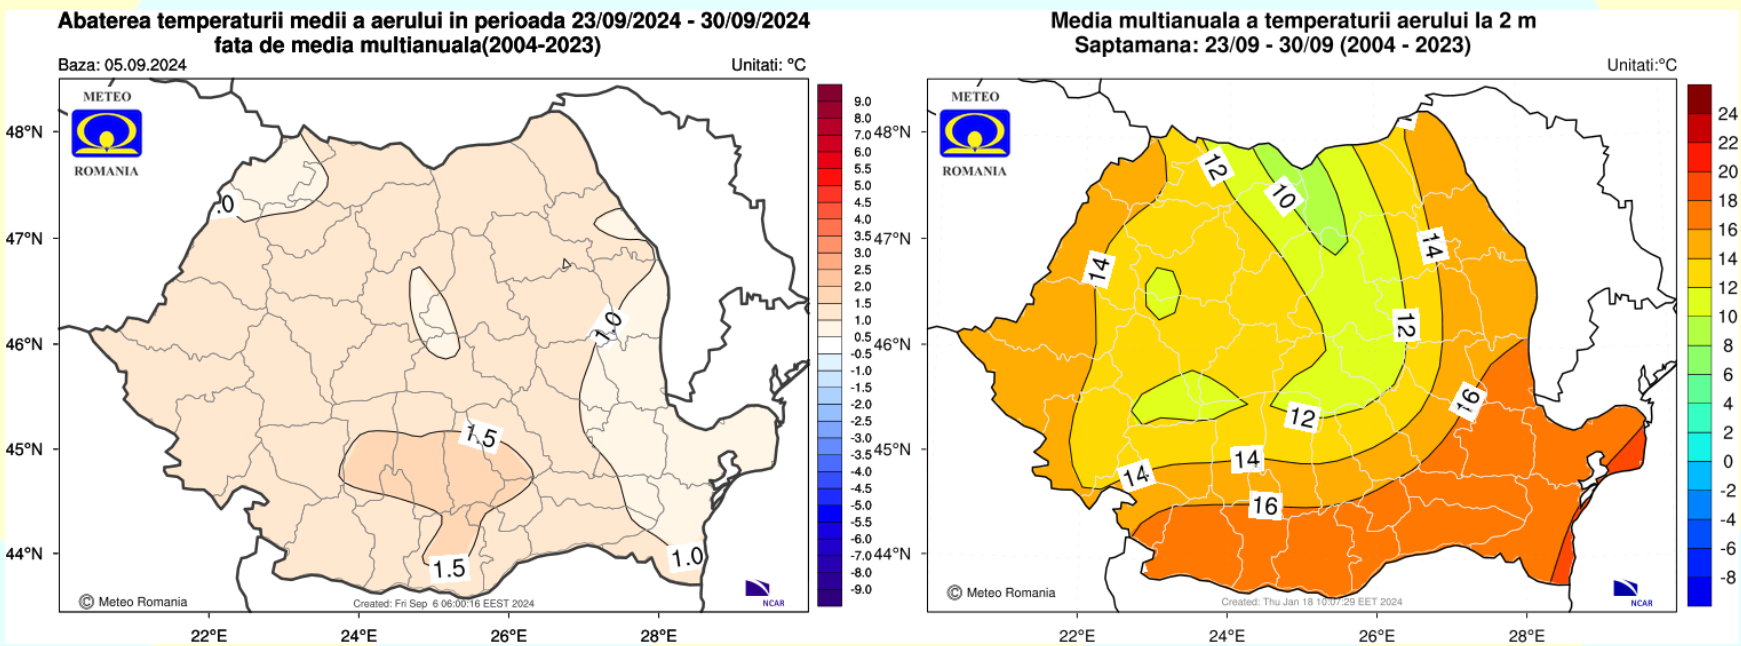 Abaterea temperaturii medii a aerului in perioada 23/09/2024 - 30/09/2024
fata de media multianuala(2004-2023)
Baza: 05.09.2024
Unitati: °C
METEO
ROMANIA
48°N
47°N
46°N
45°N
44°N
22°E
24°E
26°E
28°E
.0
1.0
1.5
1.5
1.0
9.0
8.0
7.0
6.0
5.5
5.0
4.5
4.0
3.5
3.0
2.5
2.0
1.5
1.0
0.5
-0.5
-1.0
-1.5
-2.0
-2.5
-3.0
-3.5
-4.0
-4.5
-5.0
-5.5
-6.0
-7.0
-8.0
-9.0
© Meteo Romania
Created: Fri Sep 6 06:00:16 EEST 2024
NCAR
Media multianuala a temperaturii aerului la 2 m
Saptamana: 23/09 - 30/09 (2004 - 2023)
Unitati:°C
METEO
ROMANIA
48°N
47°N
46°N
45°N
44°N
22°E
24°E
26°E
28°E
12
10
14
14
12
16
12
14
14
16
24
22
20
18
16
14
12
10
8
6
4
2
0
-2
-4
-6
-8
© Meteo Romania
Created: Thu Jan 18 10:07:29 EET 2024
NCAR